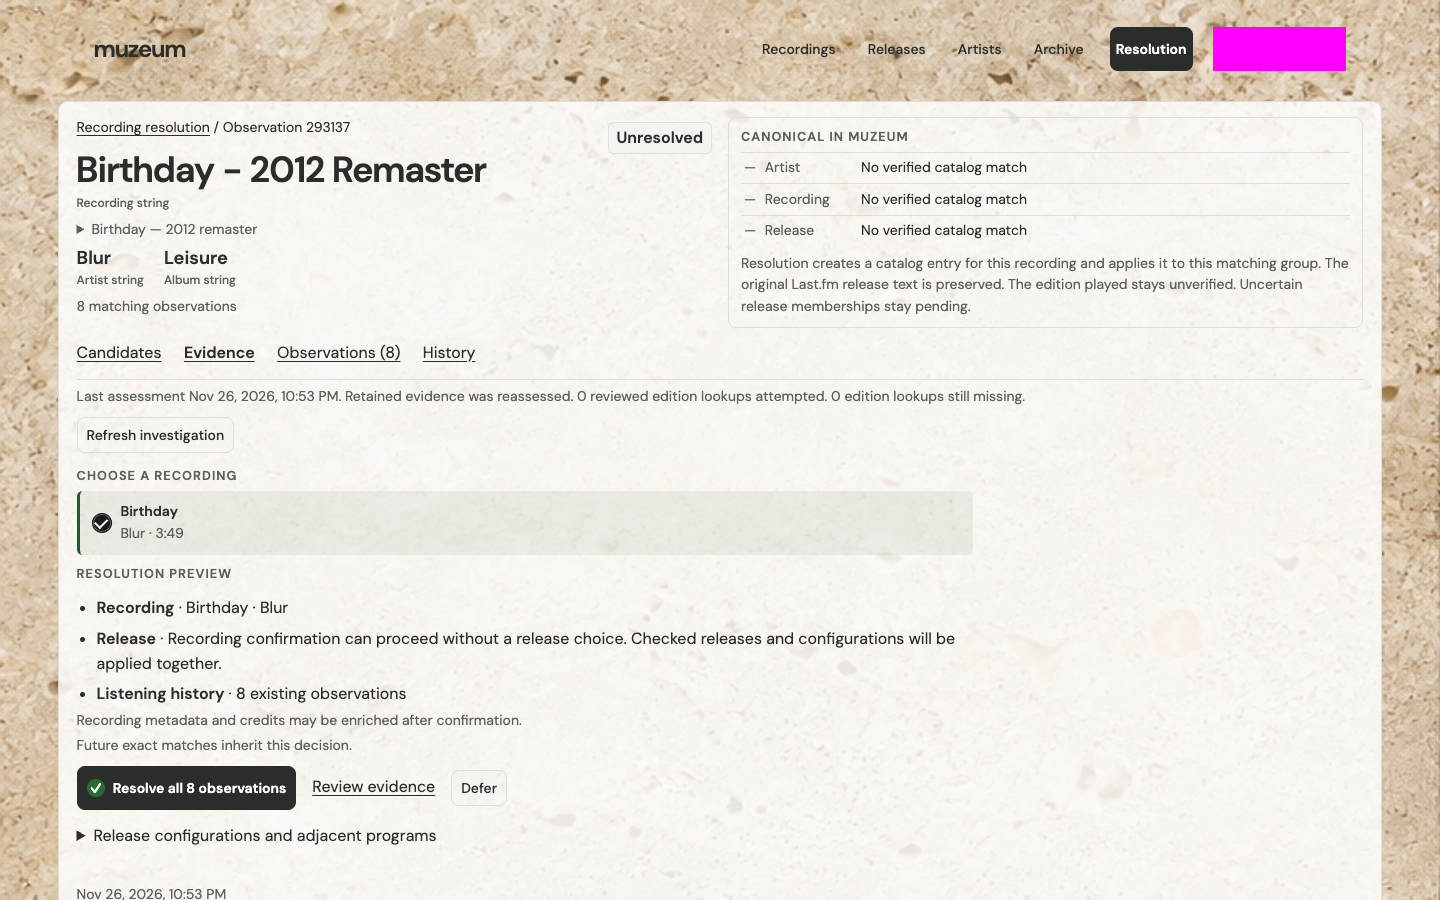 muzeum
Recordings
Releases
Artists
Archive
Resolution
Recording resolution / Observation 293137
Unresolved
Birthday – 2012 Remaster
Recording string
Birthday — 2012 remaster
Blur
Leisure
Artist string
Album string
8 matching observations
CANONICAL IN MUZEUM
— Artist No verified catalog match
— Recording No verified catalog match
— Release No verified catalog match
Resolution creates a catalog entry for this recording and applies it to this matching group. The
original Last.fm release text is preserved. The edition played stays unverified. Uncertain
release memberships stay pending.
Candidates
Evidence
Observations (8)
History
Last assessment Nov 26, 2026, 10:53 PM. Retained evidence was reassessed. 0 reviewed edition lookups attempted. 0 edition lookups still missing.
Refresh investigation
CHOOSE A RECORDING
Birthday
Blur · 3:49
RESOLUTION PREVIEW
• Recording · Birthday · Blur
• Release · Recording confirmation can proceed without a release choice. Checked releases and configurations will be
applied together.
• Listening history · 8 existing observations
Recording metadata and credits may be enriched after confirmation.
Future exact matches inherit this decision.
Resolve all 8 observations
Review evidence
Defer
Release configurations and adjacent programs
Nov 26, 2026, 10:53 PM